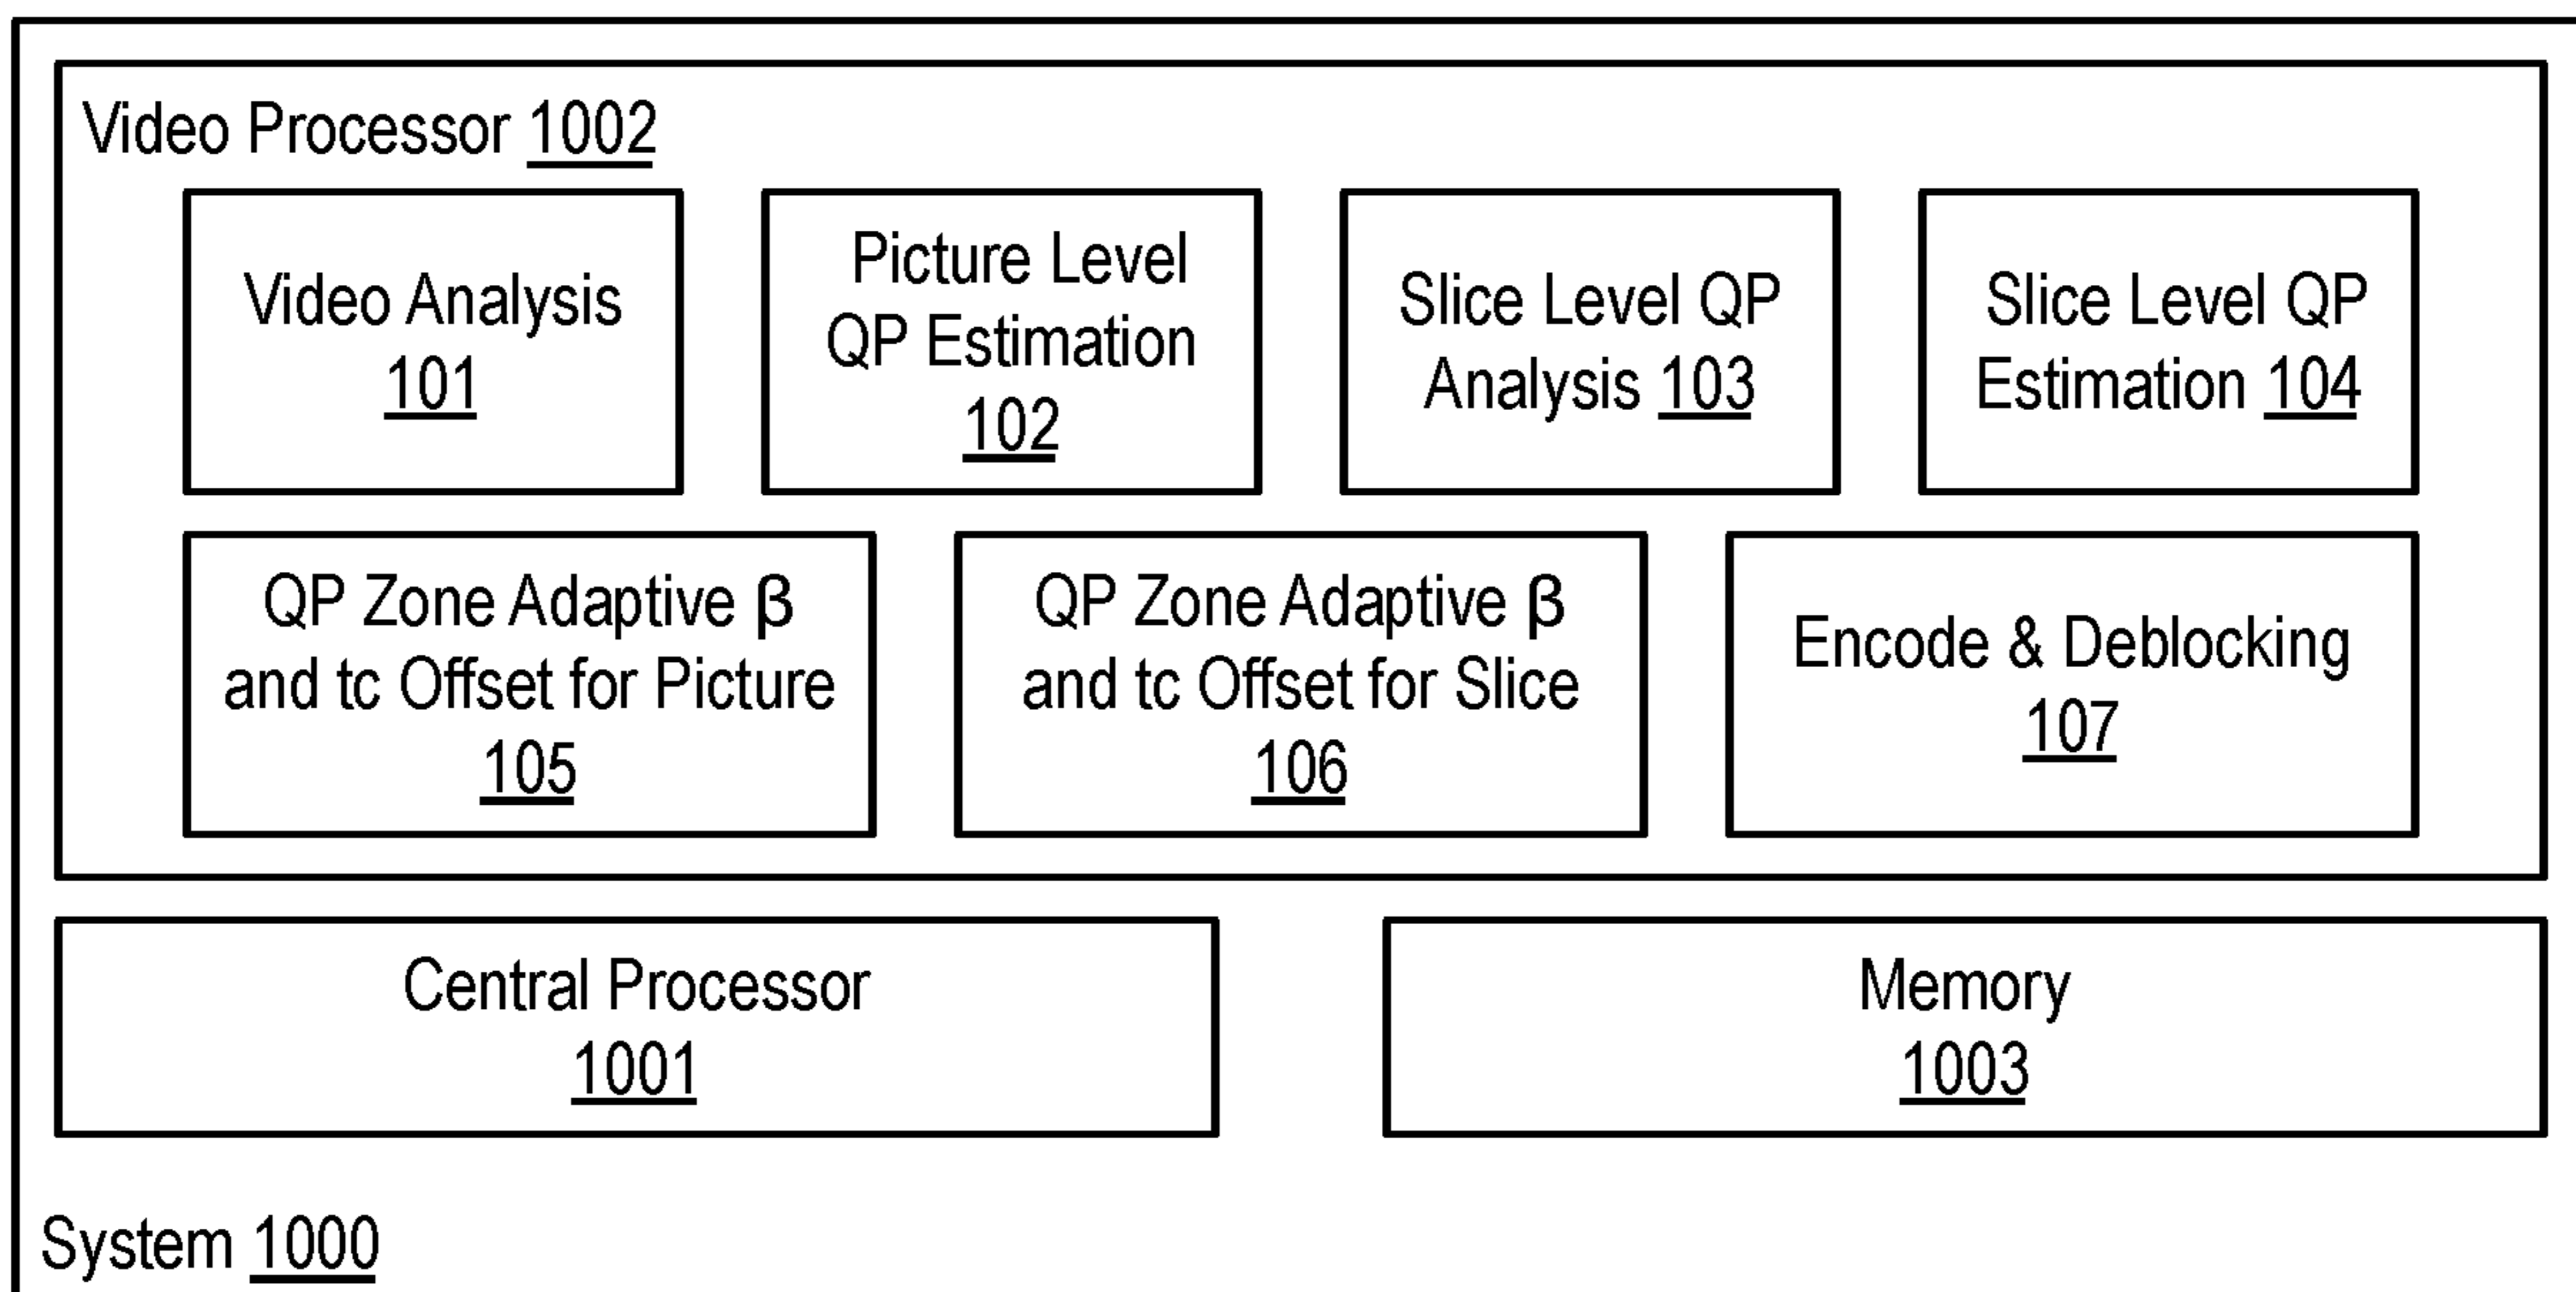 Video Processor 1002
Video Analysis
101
Picture Level
QP Estimation
102
Slice Level QP
Analysis 103
Slice Level QP
Estimation 104
QP Zone Adaptive β
and tc Offset for Picture
105
QP Zone Adaptive β
and tc Offset for Slice
106
Encode & Deblocking
107
Central Processor
1001
Memory
1003
System 1000